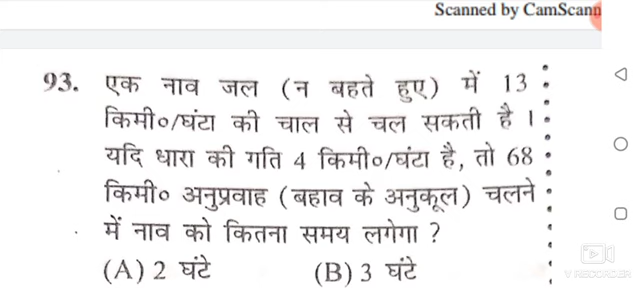 Scanned by CamScann
93. एक नाव जल (न बहते हुए) में 13
किमी०/घंटा की चाल से चल सकती है ।
यदि धारा की गति 4 किमी०/घंटा है, तो 68
किमी० अनुप्रवाह (बहाव के अनुकूल) चलने
में नाव को कितना समय लगेगा ?
(A) 2 घंटे (B) 3 घंटे
V RECORDER